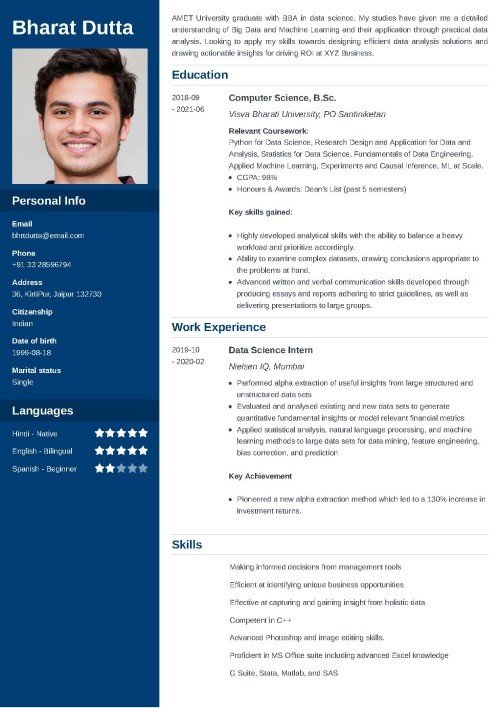 Bharat Dutta
Personal Info
Email
bhrtdutta@email.com
Phone
+91 33 28596794
Address
36, KirtiPur, Jaipur 132730
Citizenship
Indian
Date of birth
1999-08-18
Marital status
Single
Languages
Hindi - Native
English - Bilingual
Spanish - Beginner
AMET University graduate with BBA in data science. My studies have given me a detailed
understanding of Big Data and Machine Learning and their application through practical data
analysis. Looking to apply my skills towards designing efficient data analysis solutions and
drawing actionable insights for driving ROI at XYZ Business.
Education
2018-09
- 2021-06
Computer Science, B.Sc.
Visva Bharati University, PO Santiniketan
Relevant Coursework:
Python for Data Science, Research Design and Application for Data and
Analysis, Statistics for Data Science, Fundamentals of Data Engineering,
Applied Machine Learning, Experiments and Causal Inference, ML at Scale.
• CGPA: 98%
• Honours & Awards: Dean's List (past 5 semesters)
Key skills gained:
• Highly developed analytical skills with the ability to balance a heavy
workload and prioritize accordingly.
• Ability to examine complex datasets, drawing conclusions appropriate to
the problems at hand.
• Advanced written and verbal communication skills developed through
producing essays and reports adhering to strict guidelines, as well as
delivering presentations to large groups.
Work Experience
2019-10
- 2020-02
Data Science Intern
Nielsen IQ, Mumbai
• Performed alpha extraction of useful insights from large structured and
unstructured data sets
• Evaluated and analysed existing and new data sets to generate
quantitative fundamental insights or model relevant financial metrics
• Applied statistical analysis, natural language processing, and machine
learning methods to large data sets for data mining, feature engineering,
bias correction, and prediction
Key Achievement
• Pioneered a new alpha extraction method which led to a 130% increase in
investment returns.
Skills
Making informed decisions from management tools
Efficient at identifying unique business opportunities
Effective at capturing and gaining insight from holistic data
Competent in C++
Advanced Photoshop and image editing skills.
Proficient in MS Office suite including advanced Excel knowledge
G Suite, Stata, Matlab, and SAS